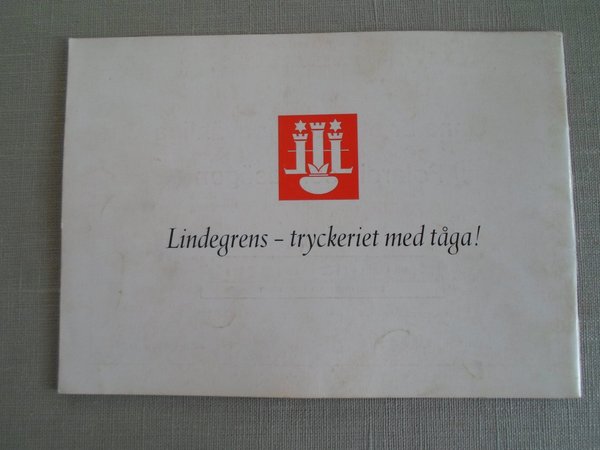 Lindegrens – tryckeriet med tåga!